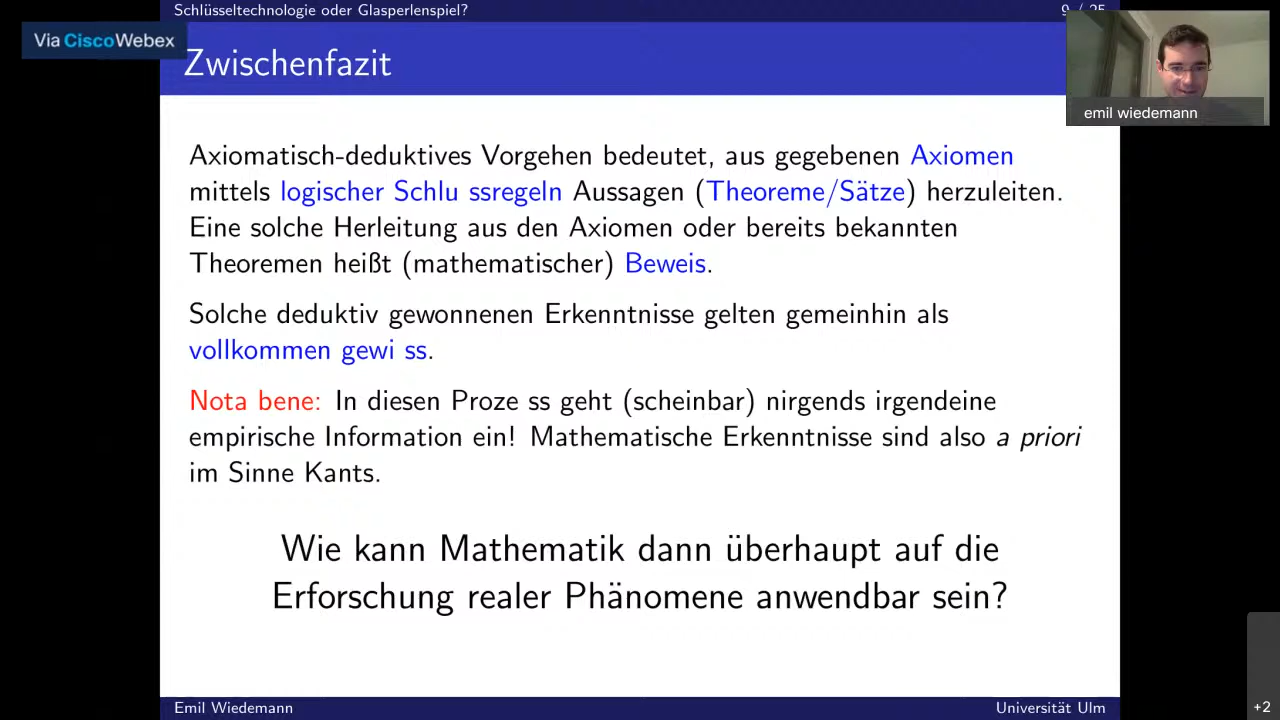 Schlüsseltechnologie oder Glasperlenspiel?
9 / 25
Via Cisco Webex
Zwischenfazit
emil wiedemann
Axiomatisch-deduktives Vorgehen bedeutet, aus gegebenen Axiomen
mittels logischer Schlu ssregeln Aussagen (Theoreme/Sätze) herzuleiten.
Eine solche Herleitung aus den Axiomen oder bereits bekannten
Theoremen heißt (mathematischer) Beweis.
Solche deduktiv gewonnenen Erkenntnisse gelten gemeinhin als
vollkommen gewi ss.
Nota bene: In diesen Proze ss geht (scheinbar) nirgends irgendeine
empirische Information ein! Mathematische Erkenntnisse sind also a priori
im Sinne Kants.
Wie kann Mathematik dann überhaupt auf die
Erforschung realer Phänomene anwendbar sein?
Emil Wiedemann
Universität Ulm
+2